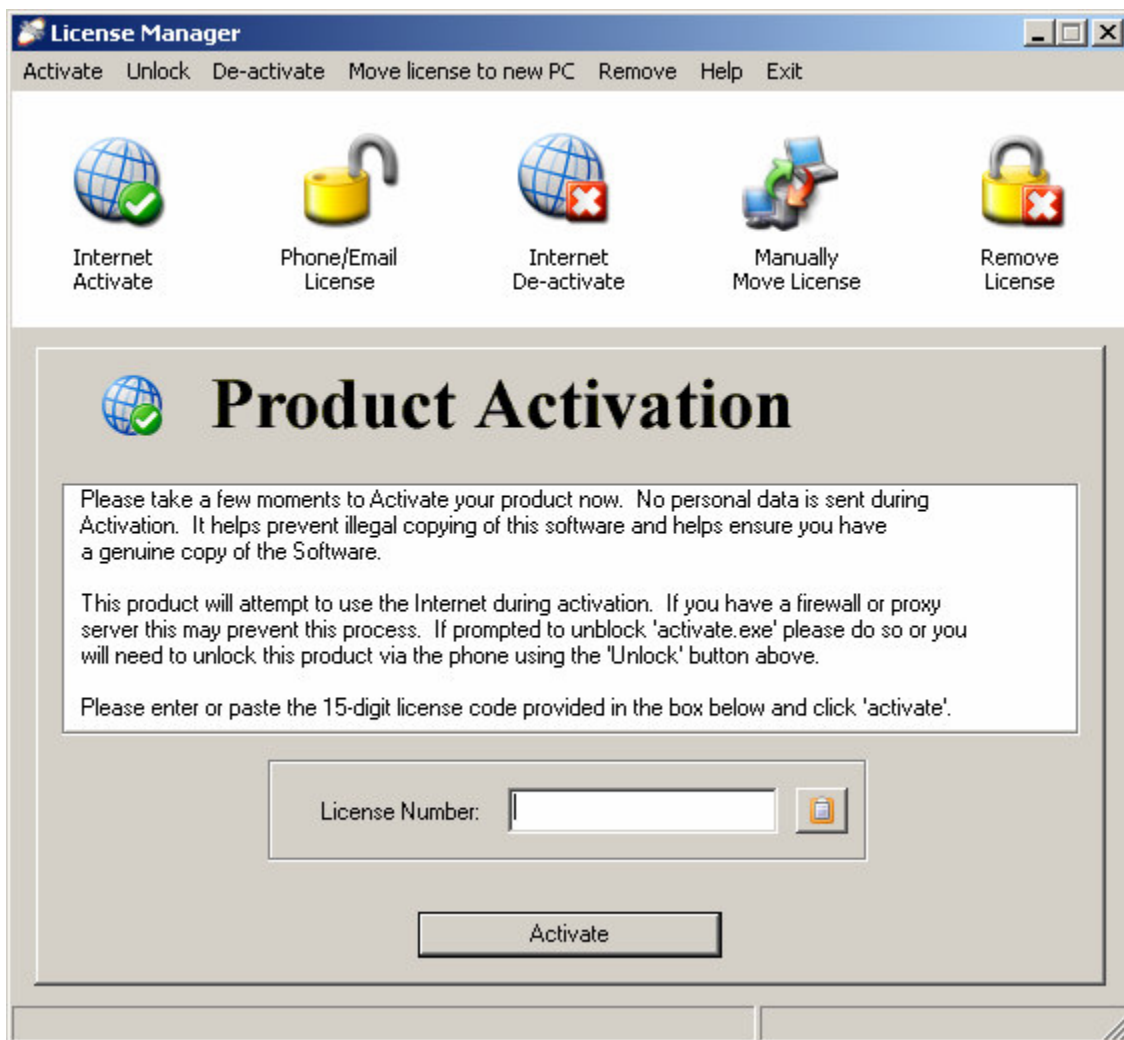 License Manager
Activate Unlock De-activate Move license to new PC Remove Help Exit
Internet Activate
Phone/Email License
Internet De-activate
Manually Move License
Remove License
Product Activation
Please take a few moments to Activate your product now. No personal data is sent during
Activation. It helps prevent illegal copying of this software and helps ensure you have
a genuine copy of the Software.
This product will attempt to use the Internet during activation. If you have a firewall or proxy
server this may prevent this process. If prompted to unblock 'activate.exe' please do so or you
will need to unlock this product via the phone using the 'Unlock' button above.
Please enter or paste the 15-digit license code provided in the box below and click 'activate'.
License Number:
Activate